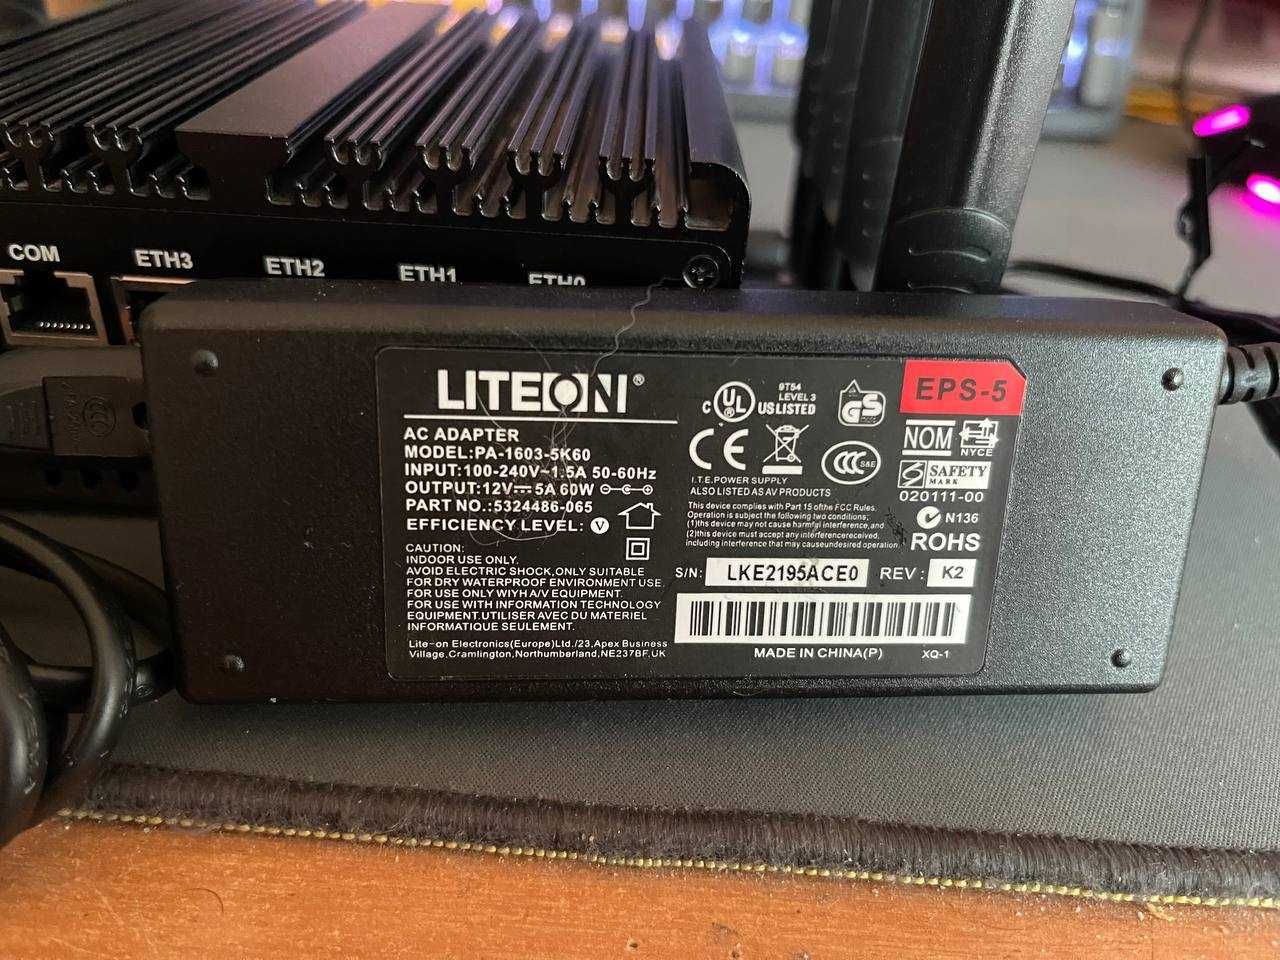 COM
ETH3
ETH2
ETH1
ETH0
LITEON®
AC ADAPTER
MODEL:PA-1603-5K60
INPUT:100-240V~1.5A 50-60Hz
OUTPUT:12V⎓5A 60W
PART NO.:5324486-065
EFFICIENCY LEVEL: V
CAUTION:
INDOOR USE ONLY.
AVOID ELECTRIC SHOCK,ONLY SUITABLE
FOR DRY WATERPROOF ENVIRONMENT USE.
FOR USE ONLY WIYH A/V EQUIPMENT.
FOR USE WITH INFORMATION TECHNOLOGY
EQUIPMENT.UTILISER AVEC DU MATERIEL
INFORMATIQUE SEULEMENT.
Lite-on Electronics(Europe)Ltd./23,Apex Business
Village,Cramlington,Northumberland,NE237BF,UK
c UL ® US LISTED
9T54
LEVEL 3
GS
EPS-5
CE
CCC S&E
NOM
NYCE
S SAFETY
MARK
020111-00
N136
ROHS
I.T.E.POWER SUPPLY
ALSO LISTED AS AV PRODUCTS
This device complies with Part 15 ofthe FCC Rules.
Operation is subject the following two conditions;
(1)this device may not cause harmful interference,and
(2)this device must accept any interferencereceived,
including interference that may causeundesired operation.
S/N: LKE2195ACE0 REV: K2
MADE IN CHINA(P) XQ-1